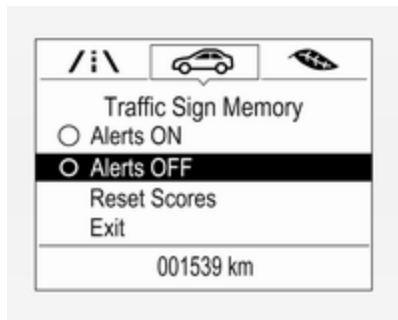 Traffic Sign Memory
Alerts ON
Alerts OFF
Reset Scores
Exit
001539 km